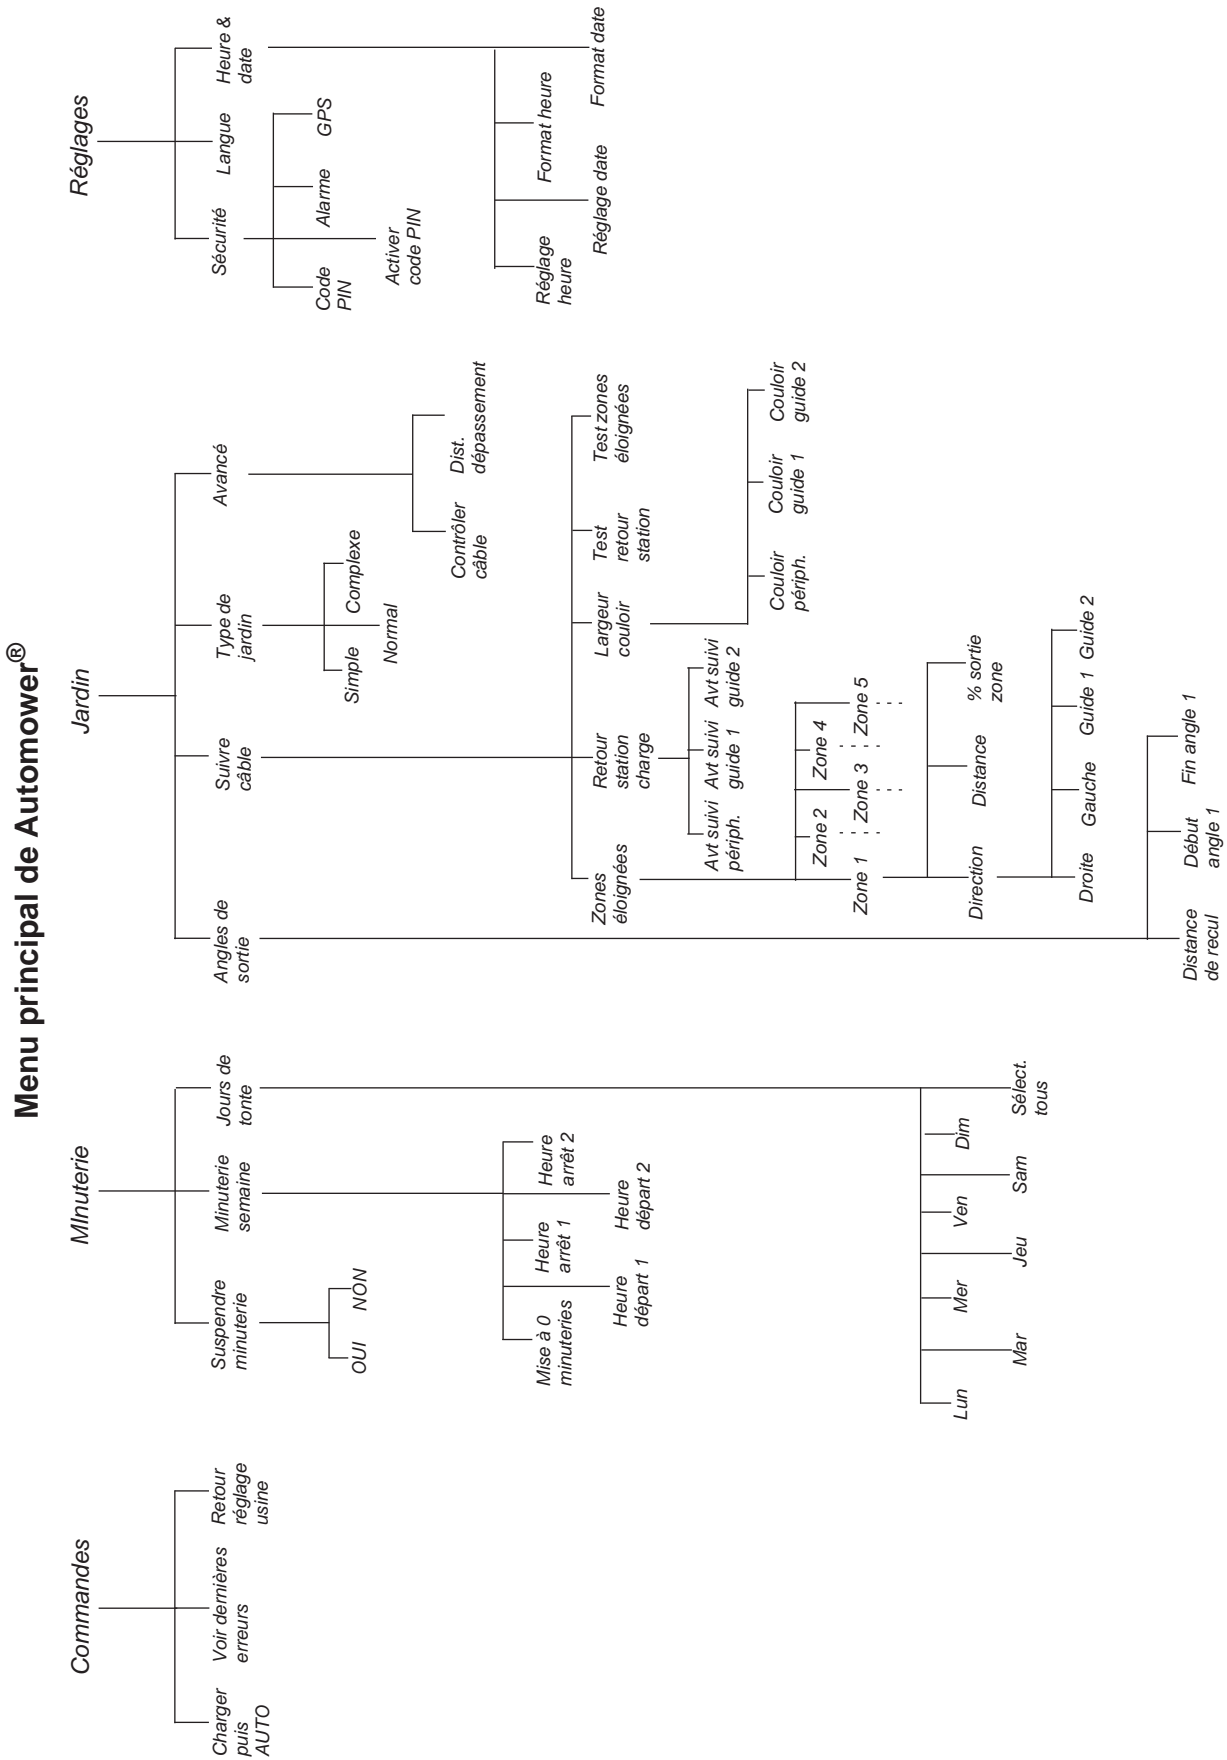 Menu principal de Automower®
Commandes
Charger
puis
AUTO
Voir dernières
erreurs
Retour
réglage
usine
MInuterie
Suspendre
minuterie
OUI
NON
Minuterie
semaine
Mise à 0
minuteries
Heure
départ 1
Heure
arrêt 1
Heure
départ 2
Heure
arrêt 2
Jours de
tonte
Lun
Mar
Mer
Jeu
Ven
Sam
Dim
Sélect.
tous
Jardin
Angles de
sortie
Distance
de recul
Début
angle 1
Fin angle 1
Suivre
câble
Zones
éloignées
Zone 1
Zone 2
Zone 3
Zone 4
Zone 5
Direction
Distance
% sortie
zone
Droite
Gauche
Guide 1
Guide 2
Retour
station
charge
Avt suivi
périph.
Avt suivi
guide 1
Avt suivi
guide 2
Largeur
couloir
Couloir
périph.
Couloir
guide 1
Couloir
guide 2
Test
retour
station
Test zones
éloignées
Type de
jardin
Simple
Normal
Complexe
Avancé
Contrôler
câble
Dist.
dépassement
Réglages
Sécurité
Code
PIN
Activer
code PIN
Alarme
GPS
Langue
Heure &
date
Réglage
heure
Réglage date
Format heure
Format date